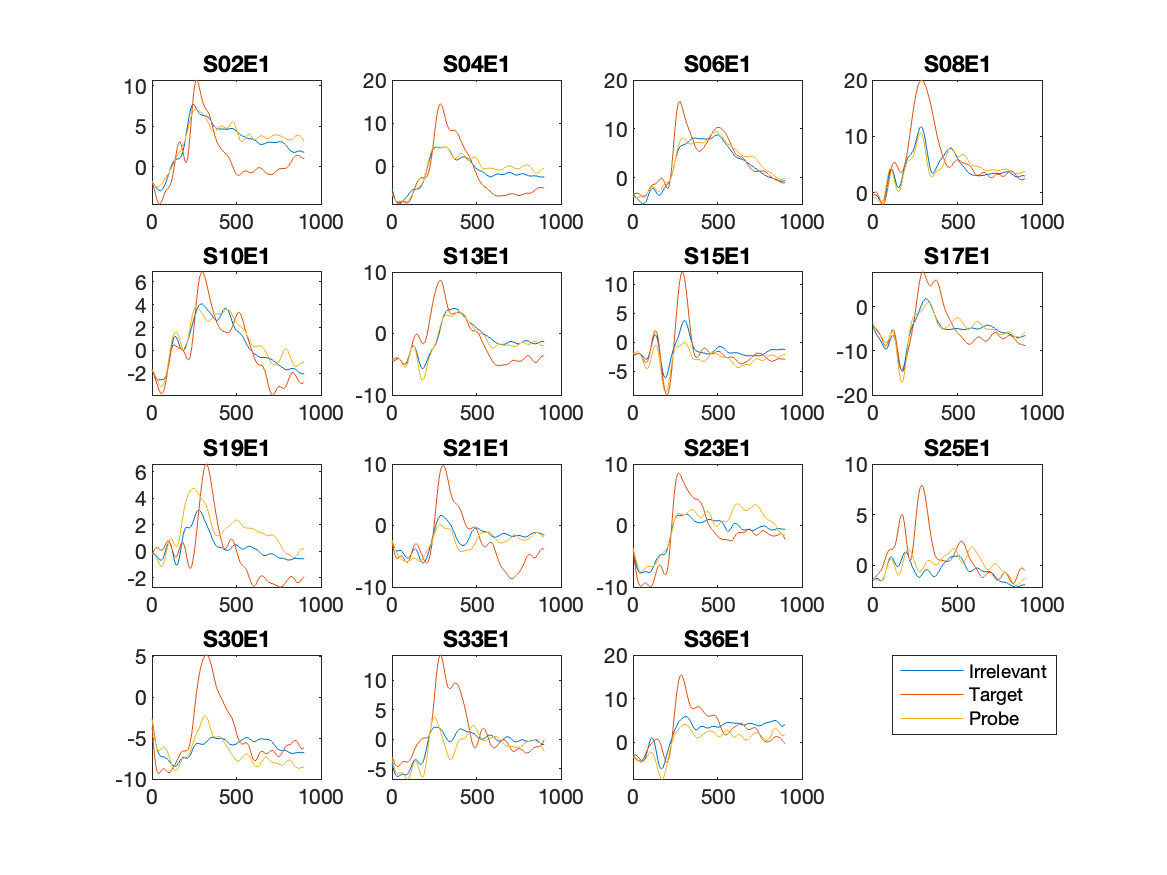 S02E1 S04E1 S06E1 S08E1
10 5 0 20 10 0 20 10 0 20 10 0
0 500 1000 0 500 1000 0 500 1000 0 500 1000
S10E1 S13E1 S15E1 S17E1
6 4 2 0 -2 10 0 -10 10 5 0 -5 0 -10 -20
0 500 1000 0 500 1000 0 500 1000 0 500 1000
S19E1 S21E1 S23E1 S25E1
6 4 2 0 -2 10 0 -10 10 0 -10 10 5 0
0 500 1000 0 500 1000 0 500 1000 0 500 1000
S30E1 S33E1 S36E1
5 0 -5 -10 10 5 0 -5 20 10 0
Irrelevant
Target
Probe
0 500 1000 0 500 1000 0 500 1000